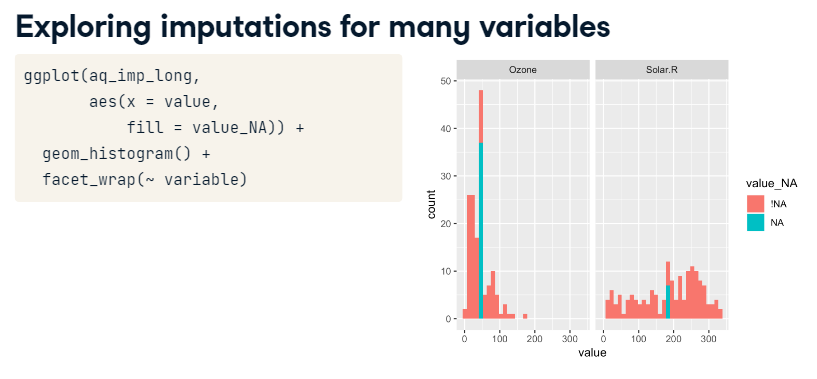 Exploring imputations for many variables
ggplot(aq_imp_long,
       aes(x = value,
           fill = value_NA)) +
  geom_histogram() +
  facet_wrap(~ variable)
Ozone
Solar.R
50
40
30
20
10
0
count
0 100 200 300
0 100 200 300
value
value_NA
!NA
NA